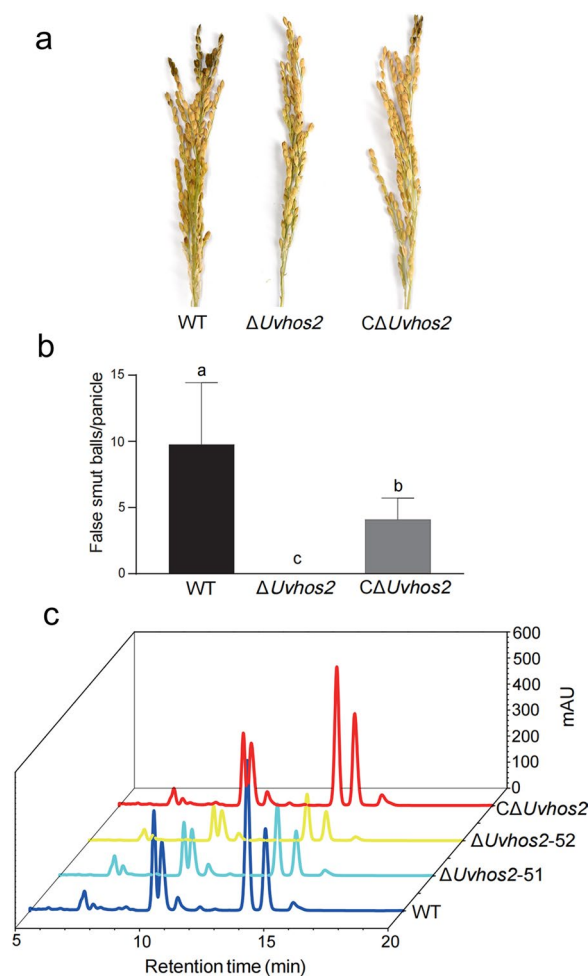 a
WT
ΔUvhos2
CΔUvhos2
b
False smut balls/panicle
15
10
5
0
a
c
b
WT
ΔUvhos2
CΔUvhos2
c
600
500
400
300
200
100
0
mAU
CΔUvhos2
ΔUvhos2-52
ΔUvhos2-51
WT
5
10
15
20
Retention time (min)